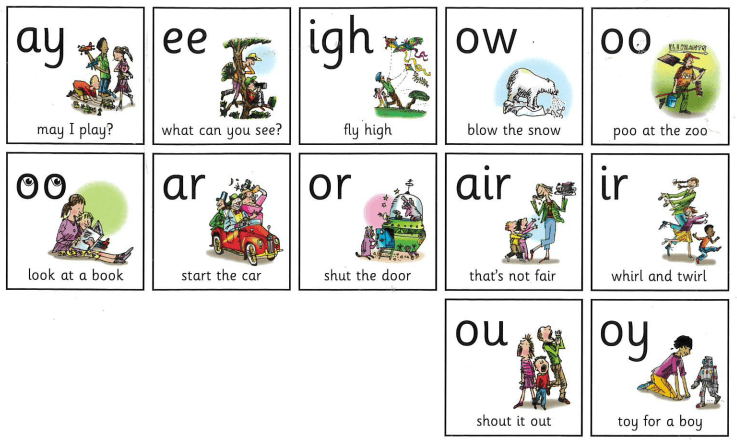 ay
may I play?
ee
what can you see?
igh
fly high
ow
blow the snow
oo
poo at the zoo
oo
look at a book
ar
start the car
or
shut the door
air
that's not fair
ir
whirl and twirl
ou
shout it out
oy
toy for a boy